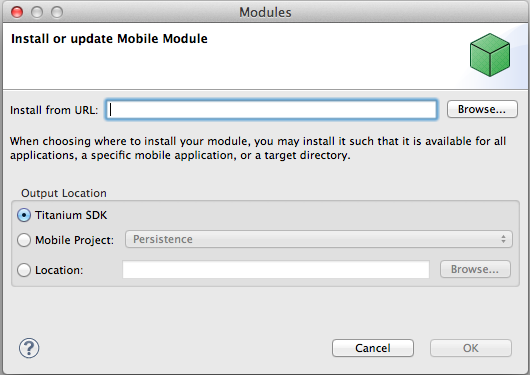 Modules
Install or update Mobile Module
Install from URL:
Browse...
When choosing where to install your module, you may install it such that it is available for all
applications, a specific mobile application, or a target directory.
Output Location
Titanium SDK
Mobile Project:
Persistence
Location:
Browse...
?
Cancel
OK